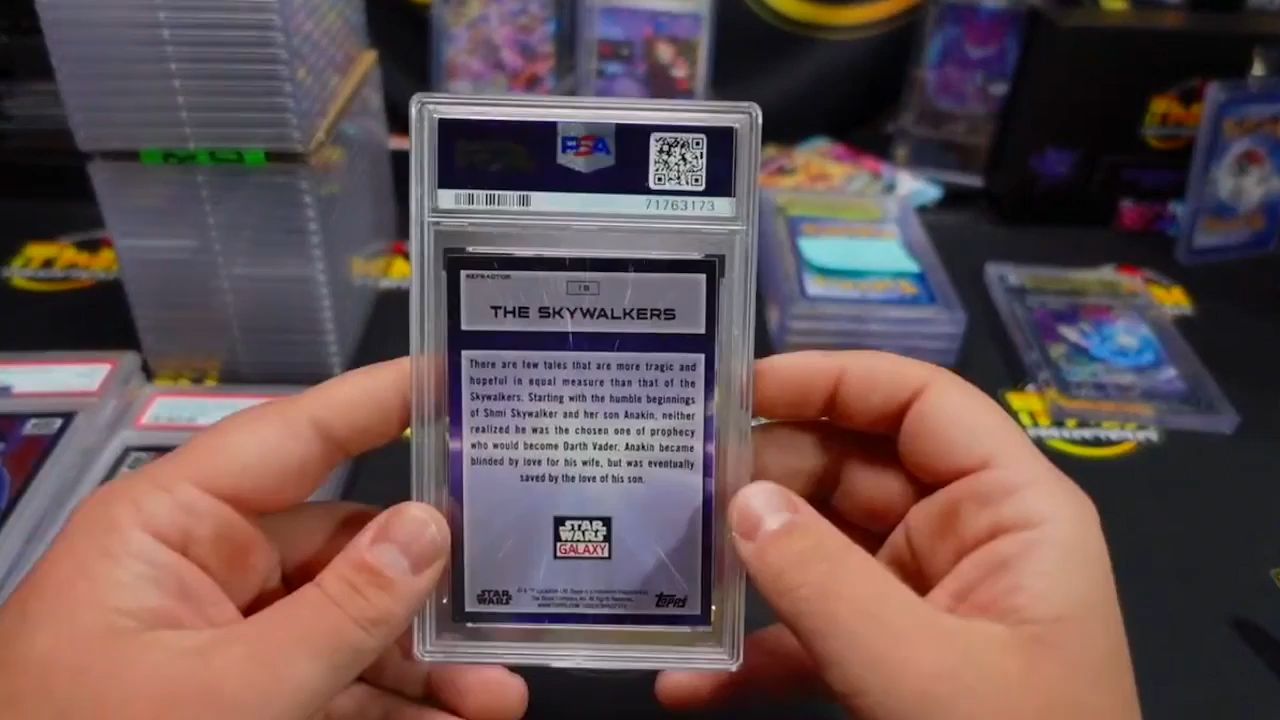 PSA
71763173
REFRACTOR
THE SKYWALKERS
There are few tales that are more tragic and
hopeful in equal measure than that of the
Skywalkers. Starting with the humble beginnings
of Shmi Skywalker and her son Anakin, neither
realized he was the chosen one of prophecy
who would become Darth Vader. Anakin became
blinded by love for his wife, but was eventually
saved by the love of his son.
STAR
WARS
GALAXY
STAR
WARS
TOPPS